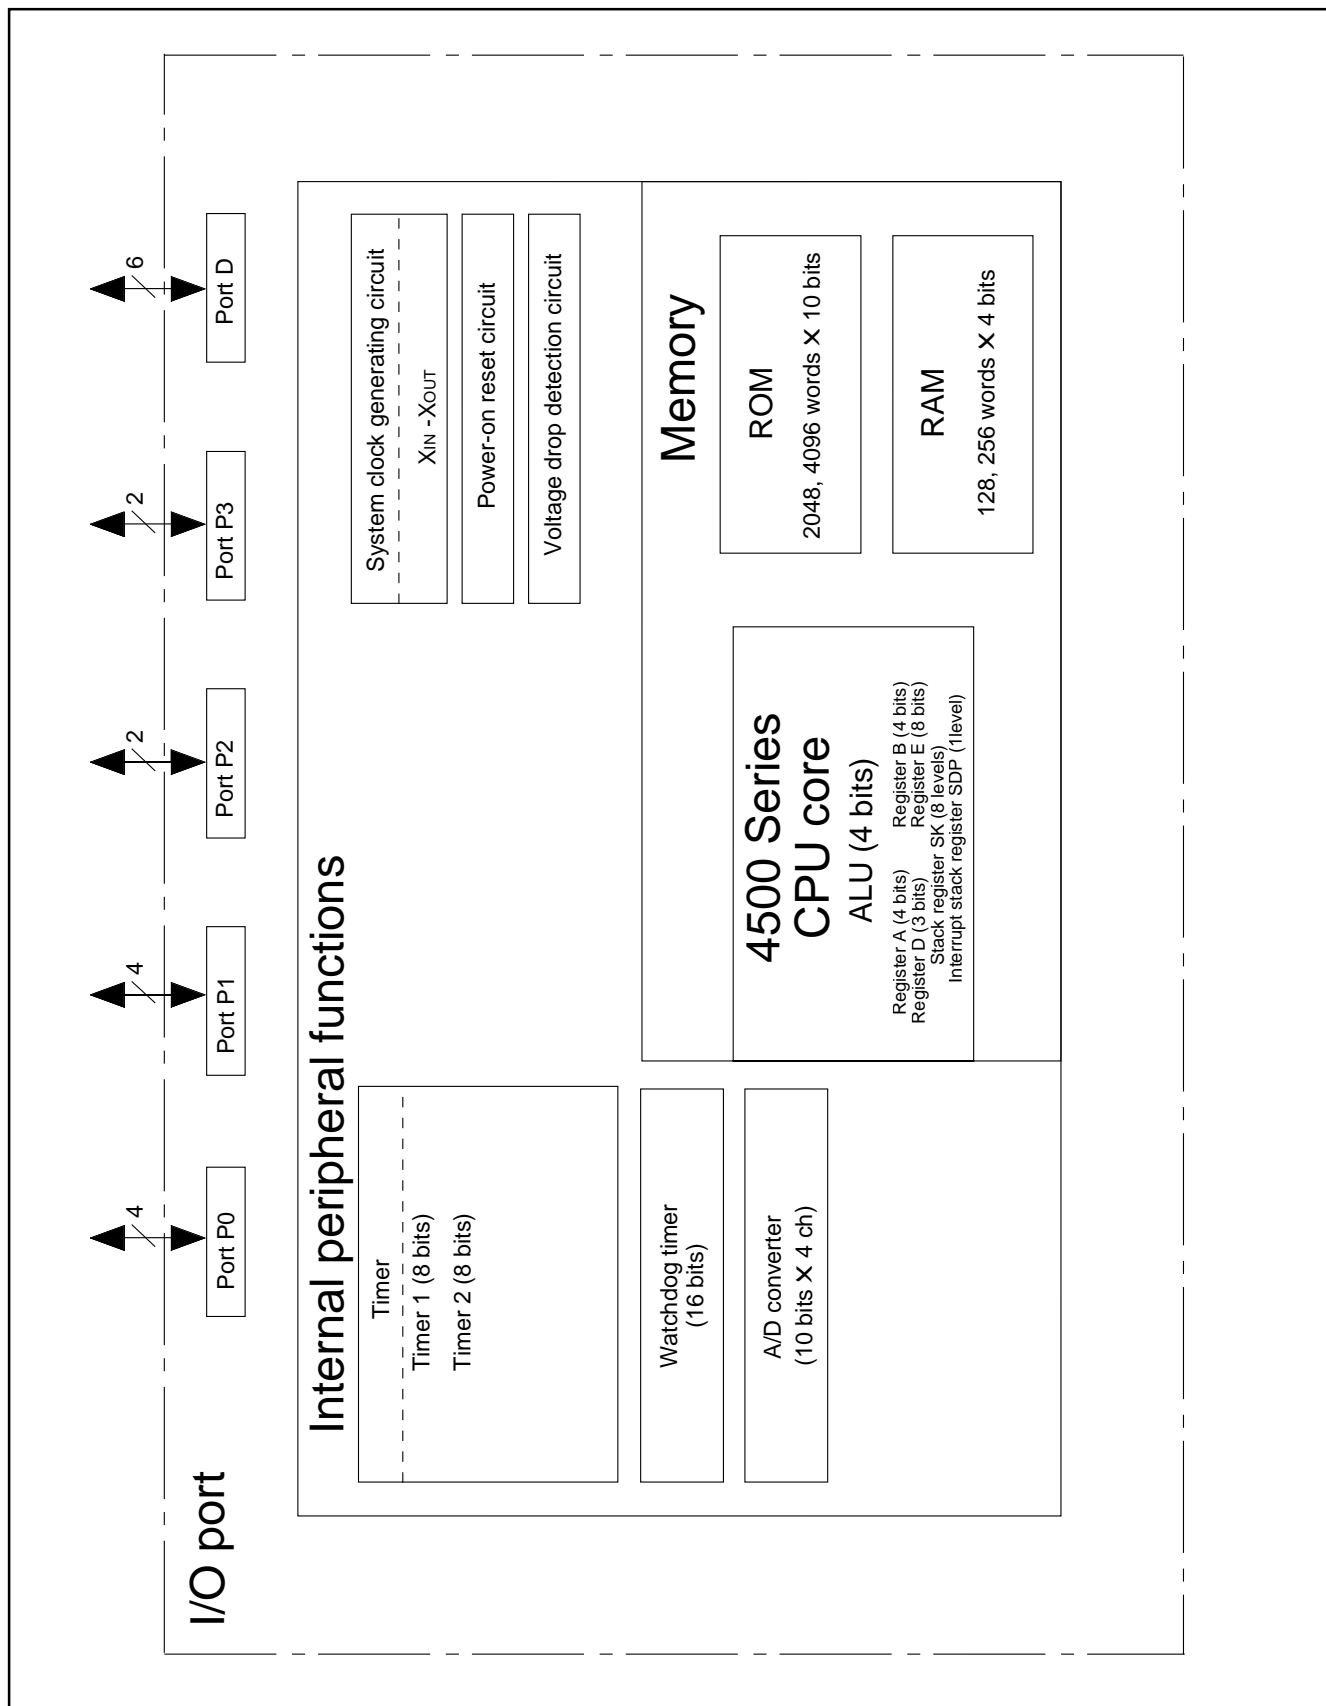 4
4
2
2
6
Port P0
Port P1
Port P2
Port P3
Port D
I/O port
Internal peripheral functions
Timer
Timer 1 (8 bits)
Timer 2 (8 bits)
Watchdog timer
(16 bits)
A/D converter
(10 bits X 4 ch)
System clock generating circuit
XIN -XOUT
Power-on reset circuit
Voltage drop detection circuit
4500 Series
CPU core
ALU (4 bits)
Register A (4 bits) Register B (4 bits)
Register D (3 bits) Register E (8 bits)
Stack register SK (8 levels)
Interrupt stack register SDP (1level)
Memory
ROM
2048, 4096 words X 10 bits
RAM
128, 256 words X 4 bits